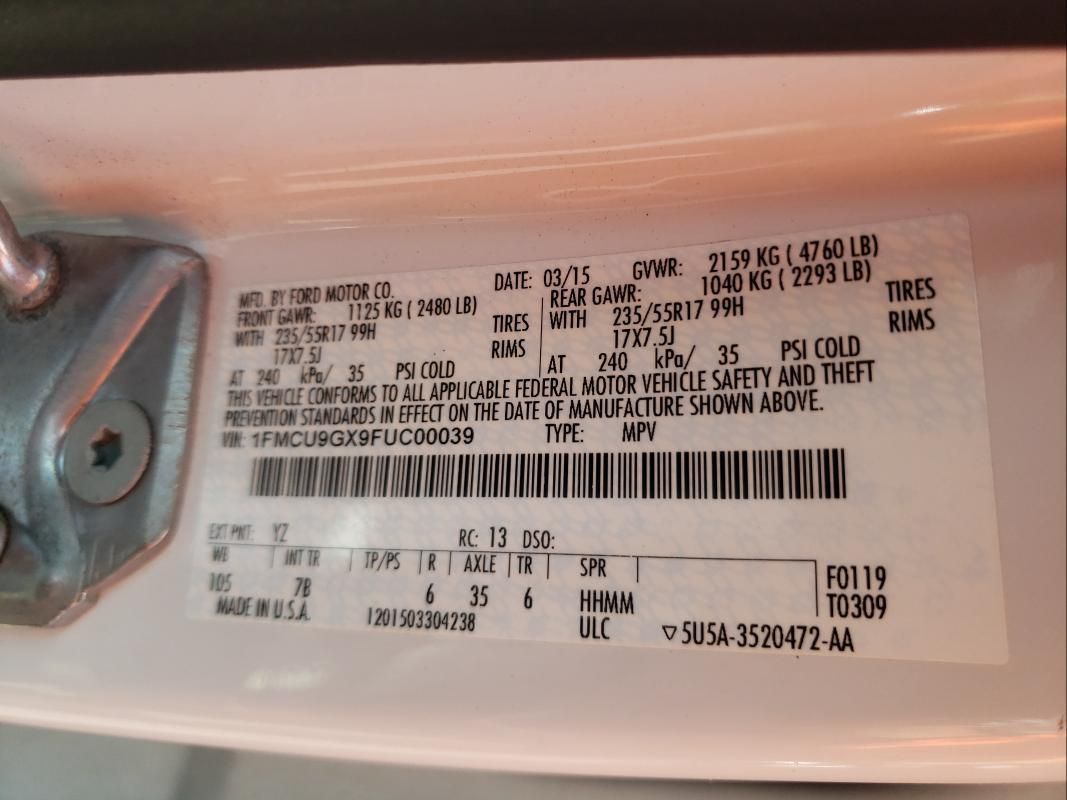 MFD. BY FORD MOTOR CO. DATE: 03/15 GVWR: 2159 KG ( 4760 LB)
FRONT GAWR: 1125 KG ( 2480 LB) REAR GAWR: 1040 KG ( 2293 LB)
WITH 235/55R17 99H TIRES WITH 235/55R17 99H TIRES
17X7.5J RIMS 17X7.5J RIMS
AT 240 kPa/ 35 PSI COLD AT 240 kPa/ 35 PSI COLD
THIS VEHICLE CONFORMS TO ALL APPLICABLE FEDERAL MOTOR VEHICLE SAFETY AND THEFT
PREVENTION STANDARDS IN EFFECT ON THE DATE OF MANUFACTURE SHOWN ABOVE.
VIN: 1FMCU9GX9FUC00039 TYPE: MPV
EXT PNT: YZ RC: 13 DSO:
WB INT TR TP/PS R AXLE TR SPR F0119
105 7B 6 35 6 HHMM T0309
MADE IN U.S.A. 1201503304238 ULC ▽5U5A-3520472-AA